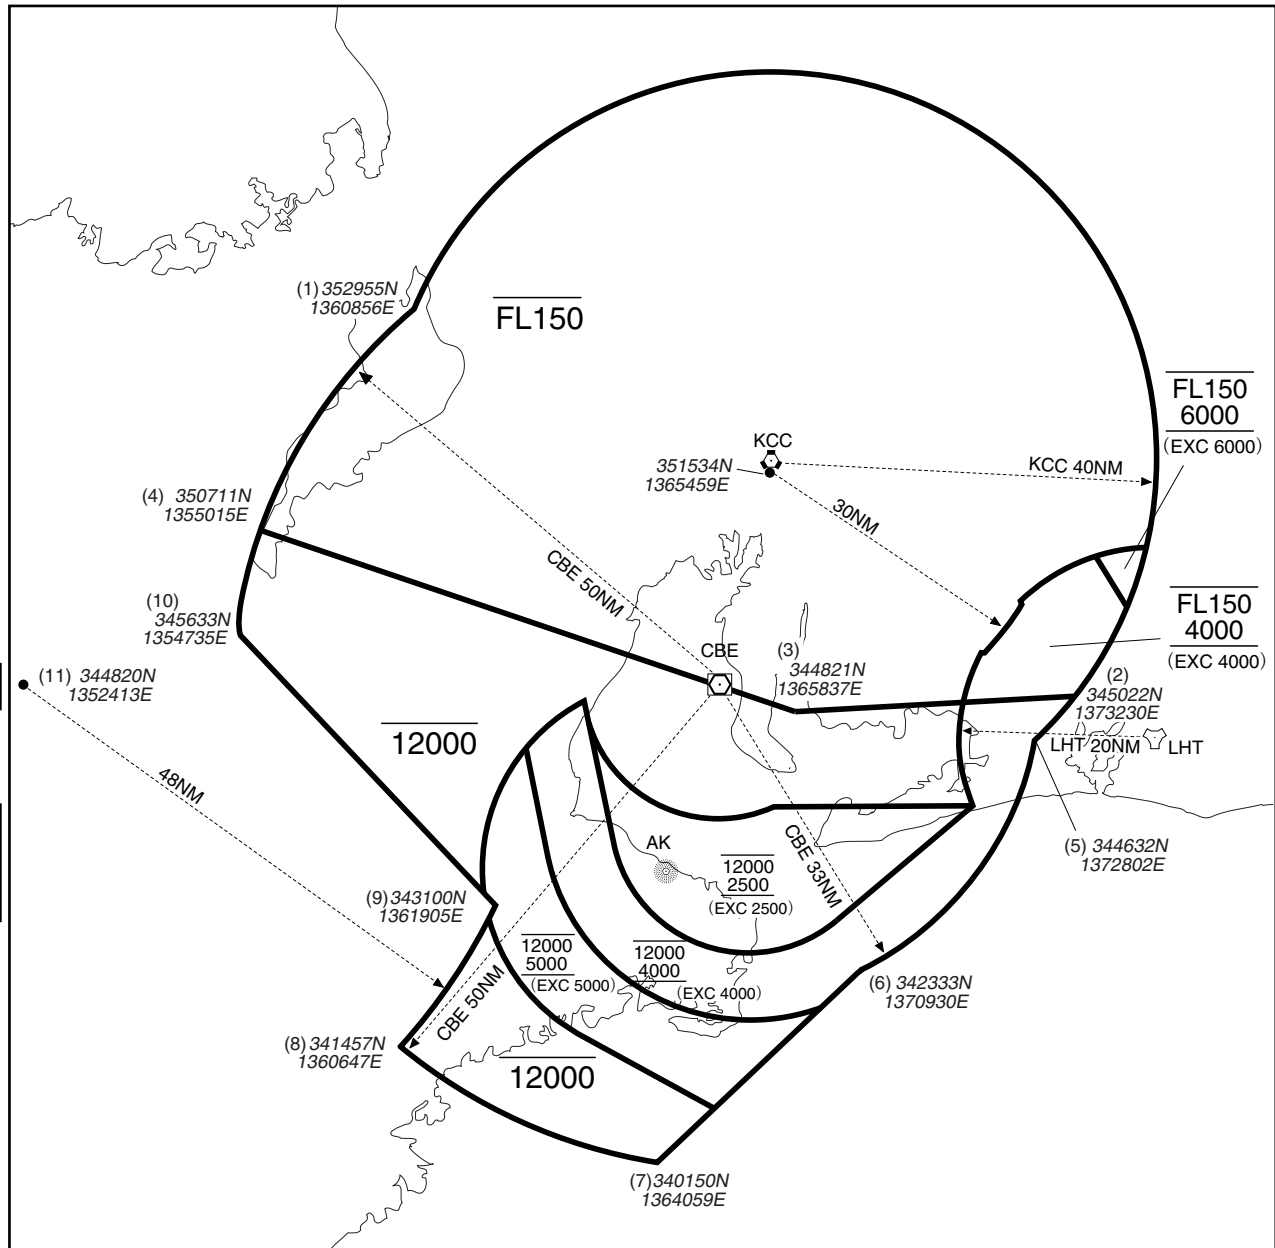 (1) 352955N
1360856E
FL150
FL150
6000
(EXC 6000)
KCC
KCC 40NM
351534N
1365459E
30NM
(4) 350711N
1355015E
CBE 50NM
FL150
4000
(EXC 4000)
(10)
345633N
1354735E
CBE
(3)
344821N
1365837E
(2)
345022N
1373230E
(11) 344820N
1352413E
12000
LHT 20NM
LHT
48NM
AK
CBE 33NM
(5) 344632N
1372802E
12000
2500
(EXC 2500)
(9) 343100N
1361905E
12000
5000
(EXC 5000)
12000
4000
(EXC 4000)
(6) 342333N
1370930E
CBE 50NM
(8) 341457N
1360647E
12000
(7) 340150N
1364059E